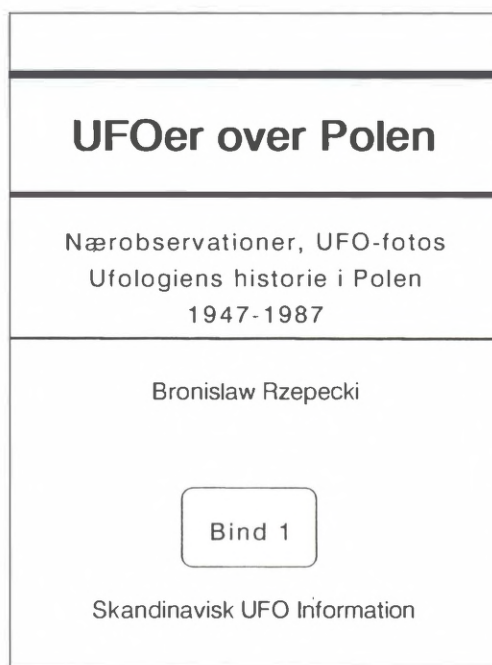 UFOer over Polen
Nærobservationer, UFO-fotos
Ufologiens historie i Polen
1947-1987
Bronislaw Rzepecki
Bind 1
Skandinavisk UFO Information